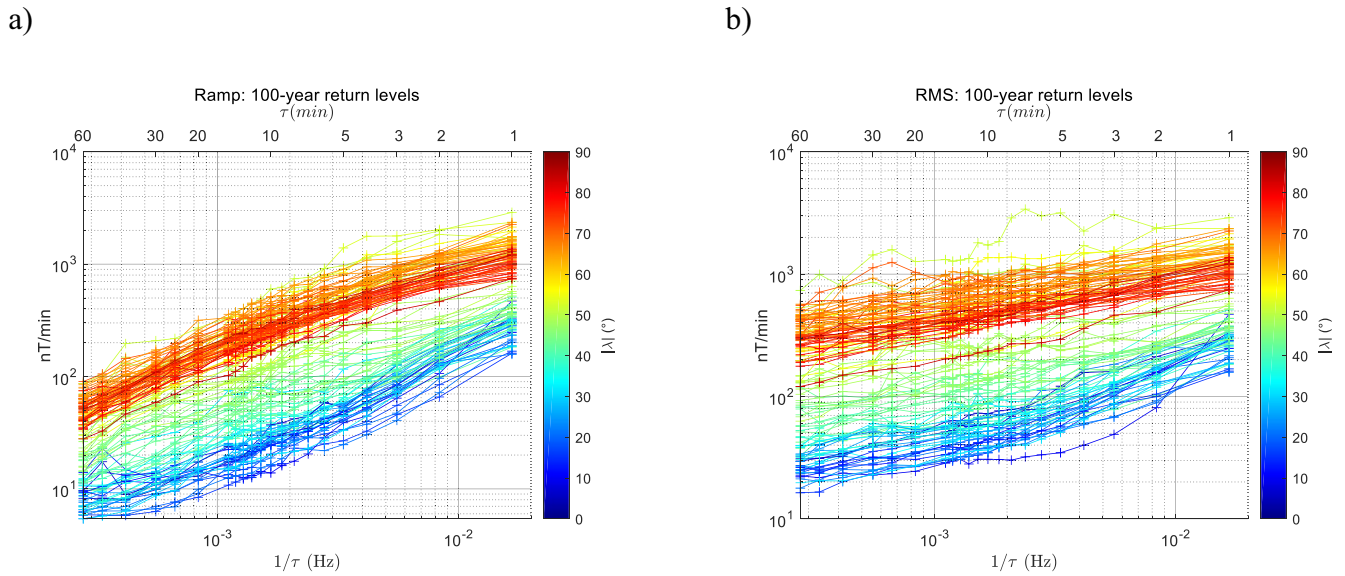 a)
Ramp: 100-year return levels
τ(min)
60 30 20 10 5 3 2 1
10^4
10^3
10^2
10^1
nT/min
10^-3 10^-2
1/τ (Hz)
90
80
70
60
50
40
30
20
10
0
|λ| (°)
b)
RMS: 100-year return levels
τ(min)
60 30 20 10 5 3 2 1
10^4
10^3
10^2
10^1
nT/min
10^-3 10^-2
1/τ (Hz)
90
80
70
60
50
40
30
20
10
0
|λ| (°)